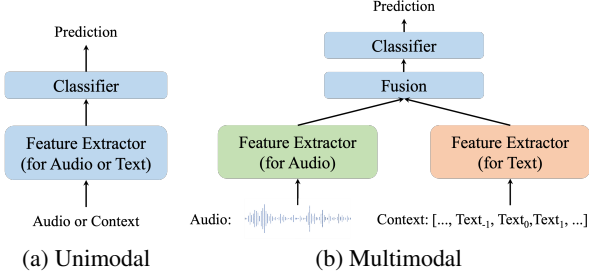 Prediction
Classifier
Feature Extractor
(for Audio or Text)
Audio or Context
(a) Unimodal
Prediction
Classifier
Fusion
Feature Extractor
(for Audio)
Feature Extractor
(for Text)
Audio:
Context: [..., Text-1, Text0,Text1, ...]
(b) Multimodal